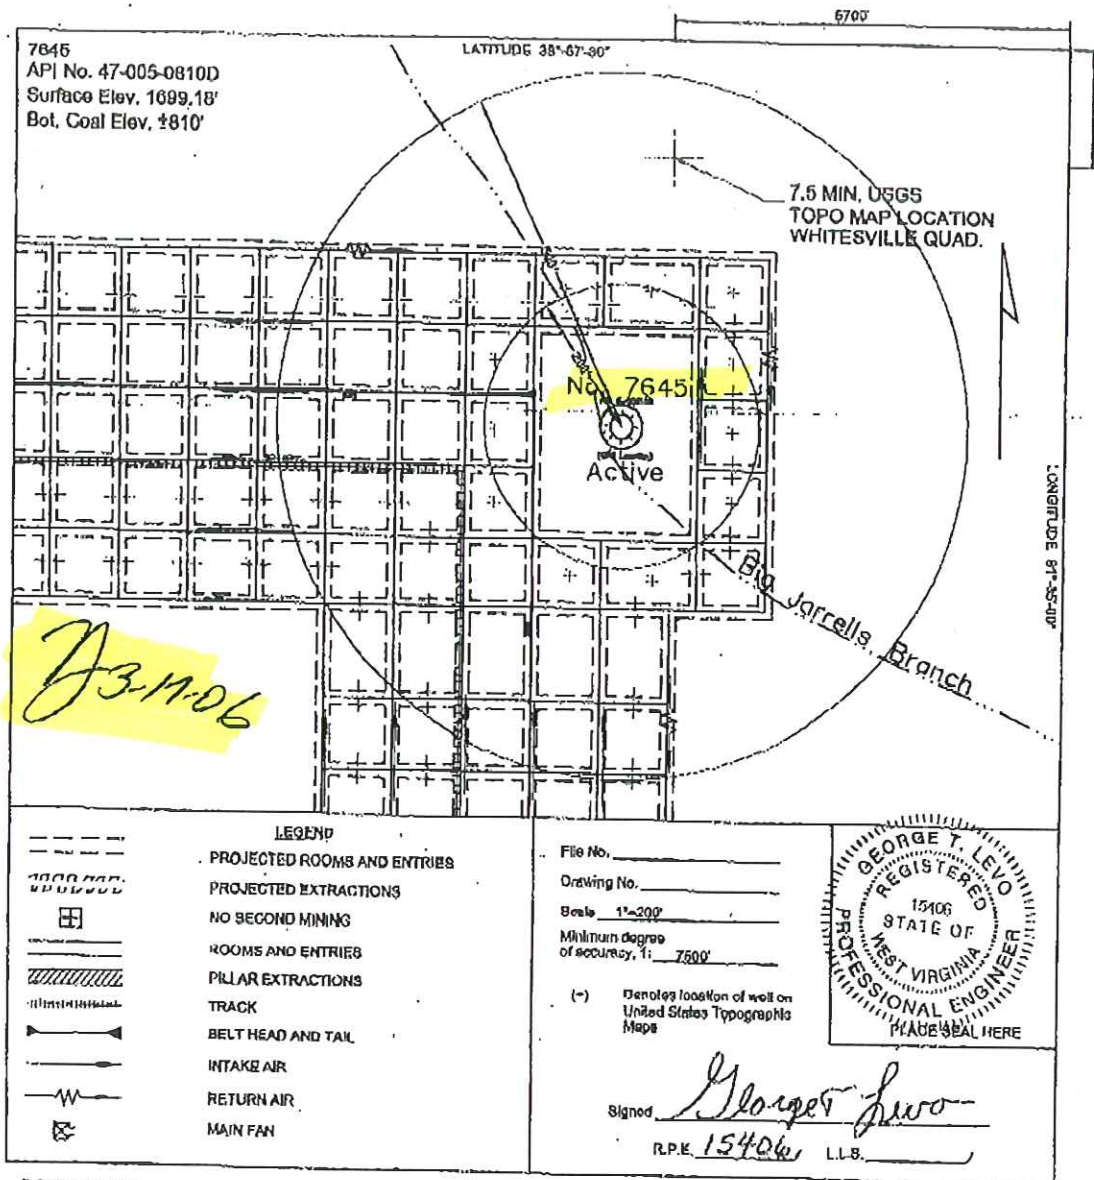 6700'
7645
API No. 47-005-0810D
Surface Elev. 1699.18'
Bot. Coal Elev. ±810'
LATITUDE 38°-07'-30"
7.5 MIN. USGS
TOPO MAP LOCATION
WHITESVILLE QUAD.
No. 7645
Active
LONGITUDE 81°-35'-00"
Big Jarrells Branch
3-11-06
LEGEND
PROJECTED ROOMS AND ENTRIES
PROJECTED EXTRACTIONS
NO SECOND MINING
ROOMS AND ENTRIES
PILLAR EXTRACTIONS
TRACK
BELT HEAD AND TAIL
INTAKE AIR
RETURN AIR
MAIN FAN
File No.
Drawing No.
Scale 1"=200'
Minimum degree
of accuracy, 1: 7500'
(-) Denotes location of well on
United States Topographic
Maps
GEORGE T. LEVO
REGISTERED
15406
STATE OF
WEST VIRGINIA
PROFESSIONAL ENGINEER
PLACE SEAL HERE
Signed George T Levo
R.P.E. 15406 L.L.S.